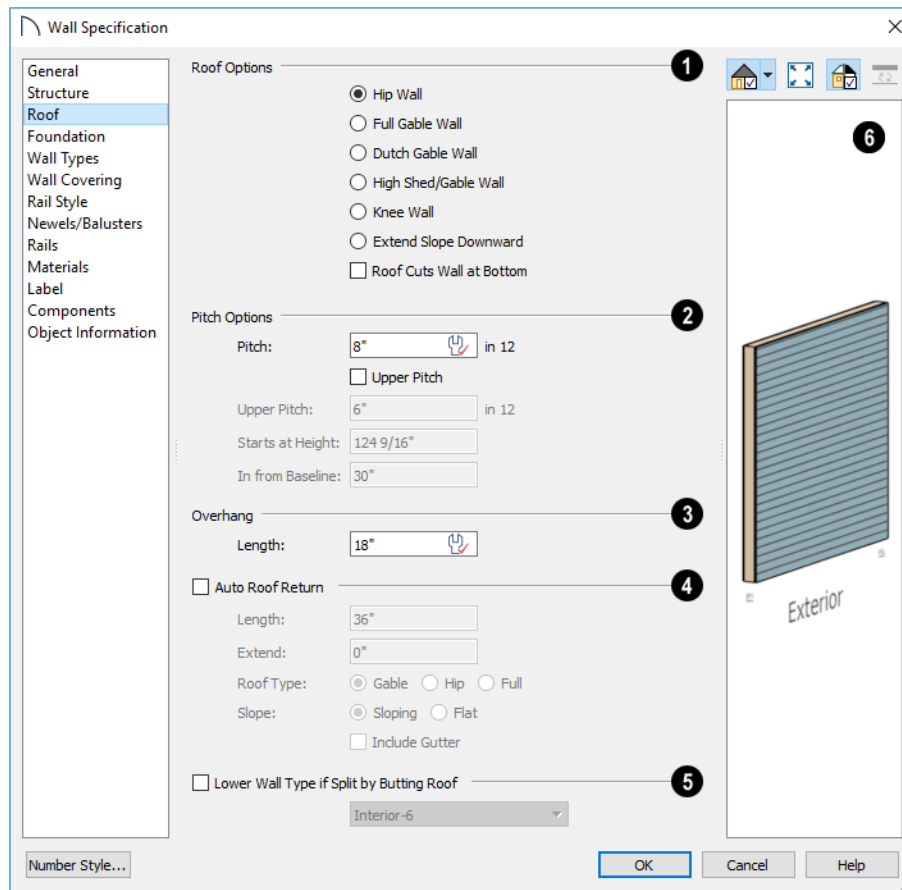 Wall Specification
General
Structure
Roof
Foundation
Wall Types
Wall Covering
Rail Style
Newels/Balusters
Rails
Materials
Label
Components
Object Information
Roof Options
1
Hip Wall
Full Gable Wall
Dutch Gable Wall
High Shed/Gable Wall
Knee Wall
Extend Slope Downward
Roof Cuts Wall at Bottom
Pitch Options
2
Pitch: 8" in 12
Upper Pitch
Upper Pitch: 6" in 12
Starts at Height: 124 9/16"
In from Baseline: 30"
Overhang
3
Length: 18"
Auto Roof Return
4
Length: 36"
Extend: 0"
Roof Type: Gable Hip Full
Slope: Sloping Flat
Include Gutter
Lower Wall Type if Split by Butting Roof
5
Interior-6
6
E
S
Exterior
Number Style...
OK
Cancel
Help